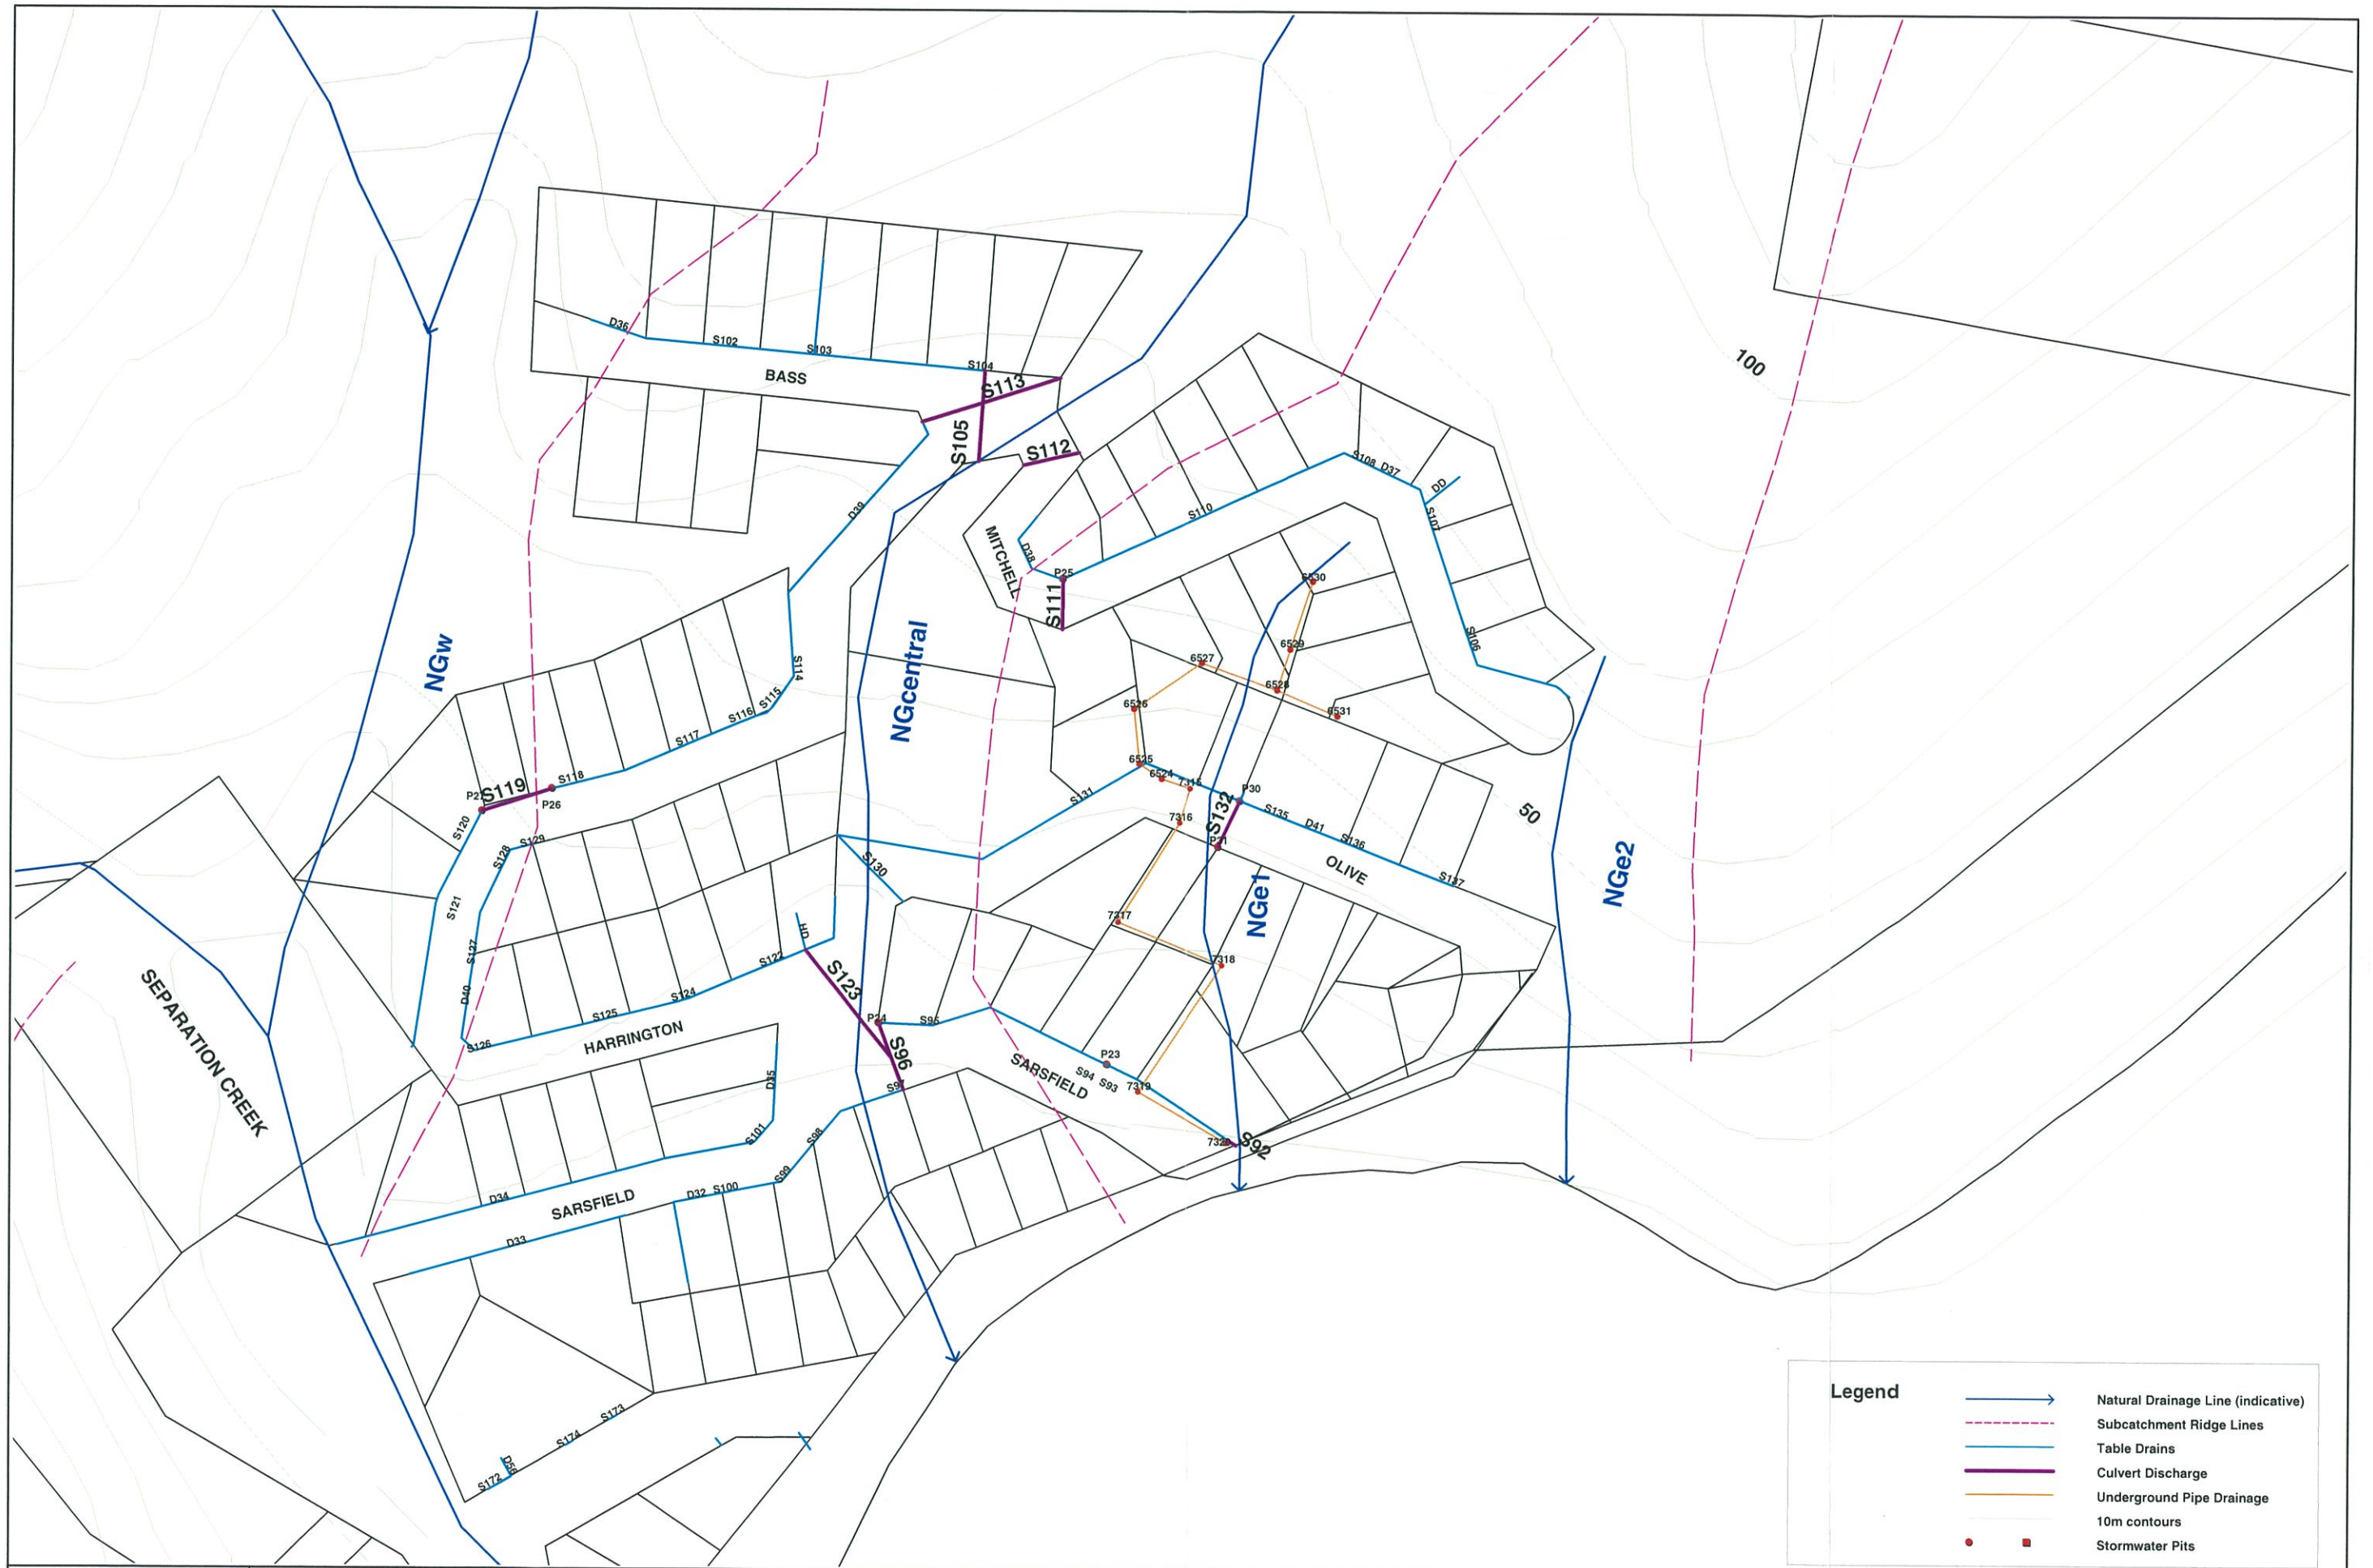 D36
S102
S103
S104
BASS
S113
S105
S112
100
D39
MITCHELL
D38
P25
S111
S110
S108
D37
DD
S107
S106
6530
6529
6528
6527
6531
6526
6525
6524
7315
7316
NGw
NGcentral
S114
S115
S116
S117
S118
S119
P26
S120
S121
S129
S128
S127
D40
S126
S125
S124
S122
HD
S123
S130
S131
P30
S132
P31
S135
D41
S136
S137
50
OLIVE
NGe1
NGe2
7317
7318
HARRINGTON
P24
S95
S96
S97
SARSFIELD
P23
S94
S93
7319
7320
S92
SEPARATION CREEK
D35
S101
S98
S99
S100
D32
D34
SARSFIELD
D33
S173
S174
D56
S172
Legend
Natural Drainage Line (indicative)
Subcatchment Ridge Lines
Table Drains
Culvert Discharge
Underground Pipe Drainage
10m contours
Stormwater Pits